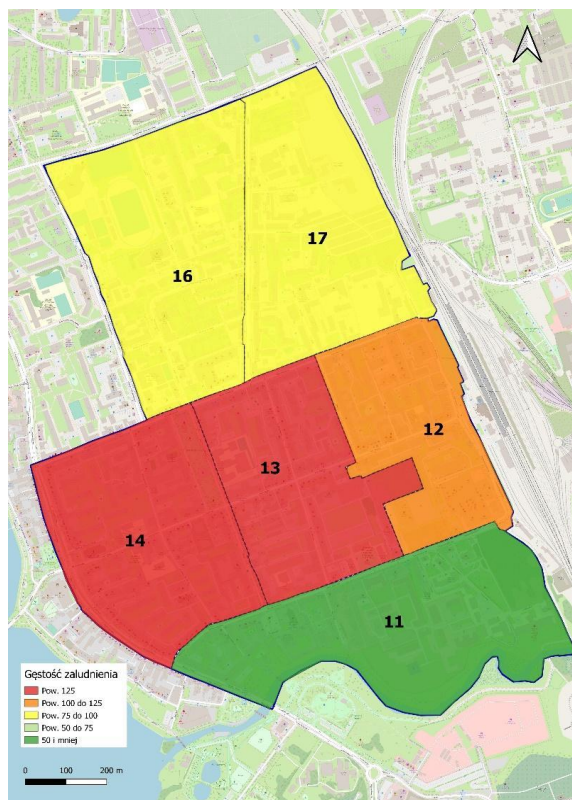 17
16
12
13
14
11
Gęstość zaludnienia
Pow. 125
Pow. 100 do 125
Pow. 75 do 100
Pow. 50 do 75
50 i mniej
0 100 200 m